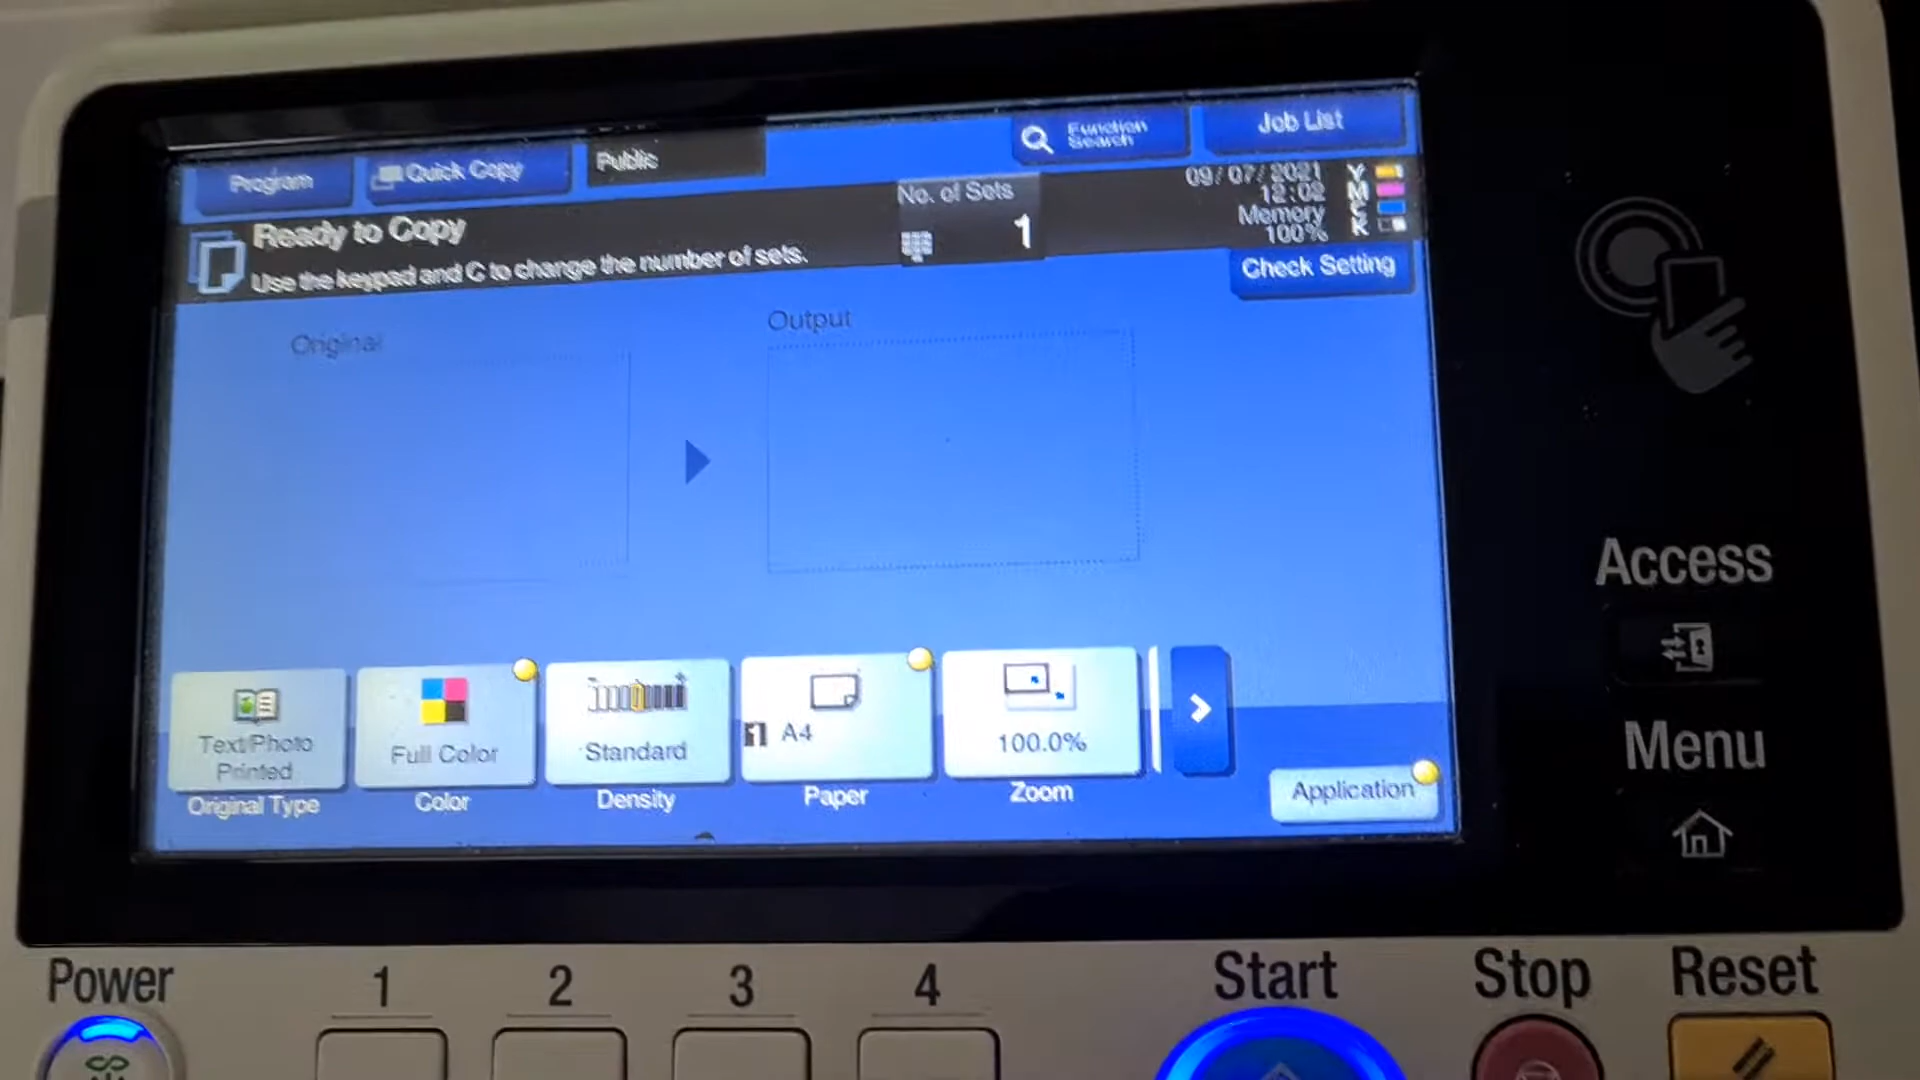 Program
Quick Copy
Public
Function
Search
Job List
Ready to Copy
Use the keypad and C to change the number of sets.
No. of Sets
1
09/07/2021
12:02
Memory
100%
Y
M
C
K
Check Setting
Original
Output
Text/Photo
Printed
Original Type
Full Color
Color
Standard
Density
1 A4
Paper
100.0%
Zoom
Application
Access
Menu
Power
1
2
3
4
Start
Stop
Reset